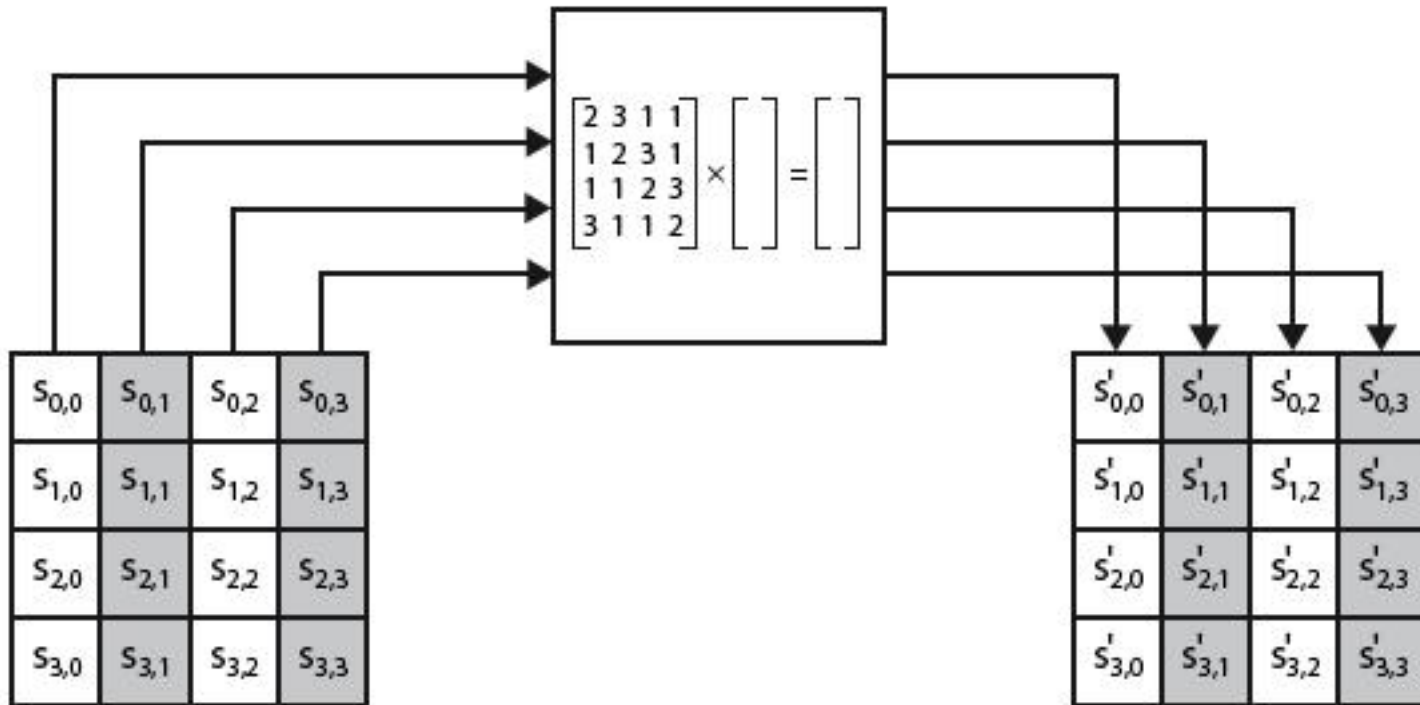 2 3 1 1
1 2 3 1
1 1 2 3
3 1 1 2
× =
s0,0 s0,1 s0,2 s0,3
s1,0 s1,1 s1,2 s1,3
s2,0 s2,1 s2,2 s2,3
s3,0 s3,1 s3,2 s3,3
s'0,0 s'0,1 s'0,2 s'0,3
s'1,0 s'1,1 s'1,2 s'1,3
s'2,0 s'2,1 s'2,2 s'2,3
s'3,0 s'3,1 s'3,2 s'3,3